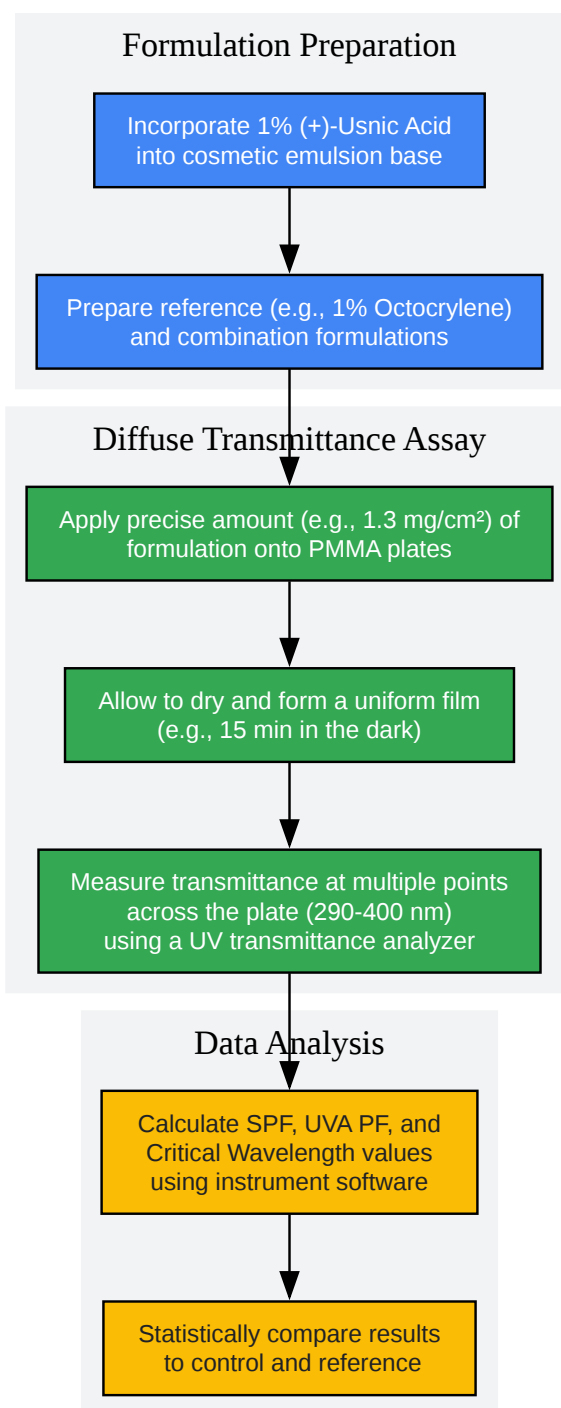 Formulation Preparation
Incorporate 1% (+)-Usnic Acid
into cosmetic emulsion base
Prepare reference (e.g., 1% Octocrylene)
and combination formulations
Diffuse Transmittance Assay
Apply precise amount (e.g., 1.3 mg/cm²) of
formulation onto PMMA plates
Allow to dry and form a uniform film
(e.g., 15 min in the dark)
Measure transmittance at multiple points
across the plate (290-400 nm)
using a UV transmittance analyzer
Data Analysis
Calculate SPF, UVA PF, and
Critical Wavelength values
using instrument software
Statistically compare results
to control and reference